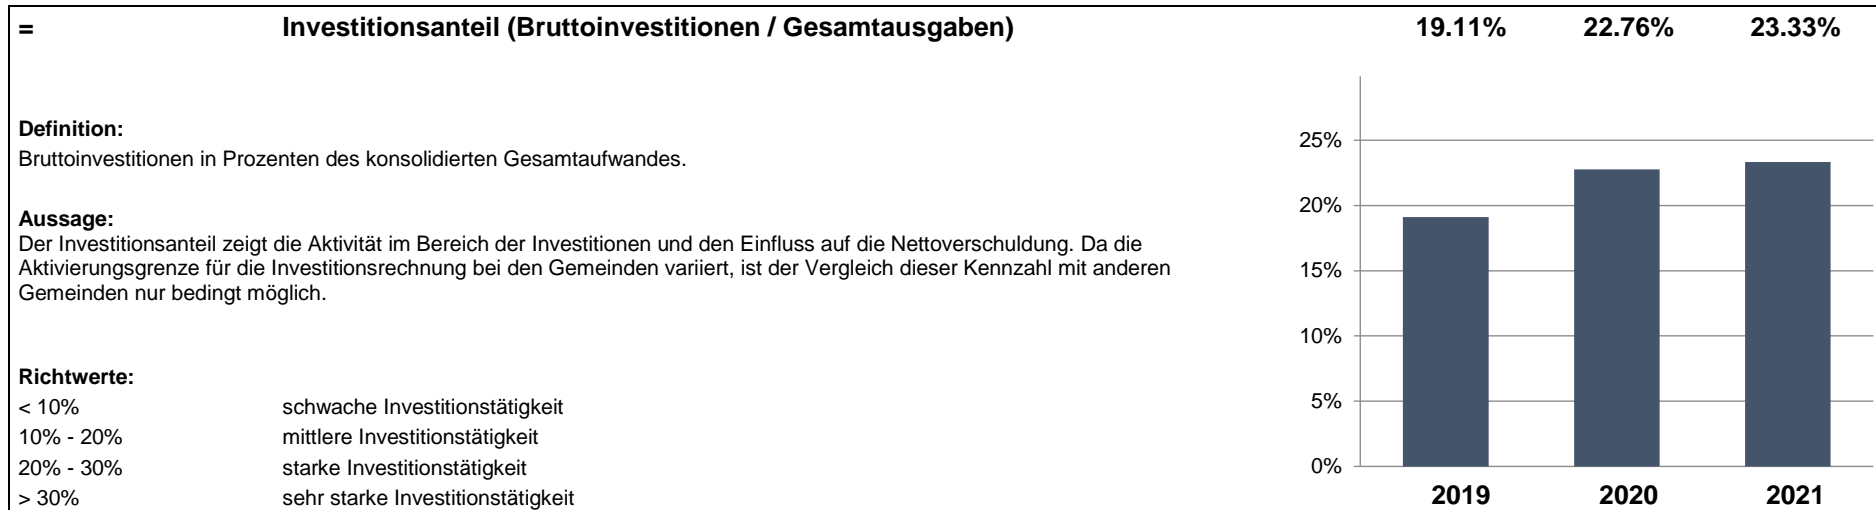 = Investitionsanteil (Bruttoinvestitionen / Gesamtausgaben) 19.11% 22.76% 23.33%
Definition:
Bruttoinvestitionen in Prozenten des konsolidierten Gesamtaufwandes.
Aussage:
Der Investitionsanteil zeigt die Aktivität im Bereich der Investitionen und den Einfluss auf die Nettoverschuldung. Da die
Aktivierungsgrenze für die Investitionsrechnung bei den Gemeinden variiert, ist der Vergleich dieser Kennzahl mit anderen
Gemeinden nur bedingt möglich.
Richtwerte:
< 10% schwache Investitionstätigkeit
10% - 20% mittlere Investitionstätigkeit
20% - 30% starke Investitionstätigkeit
> 30% sehr starke Investitionstätigkeit
25%
20%
15%
10%
5%
0%
2019 2020 2021